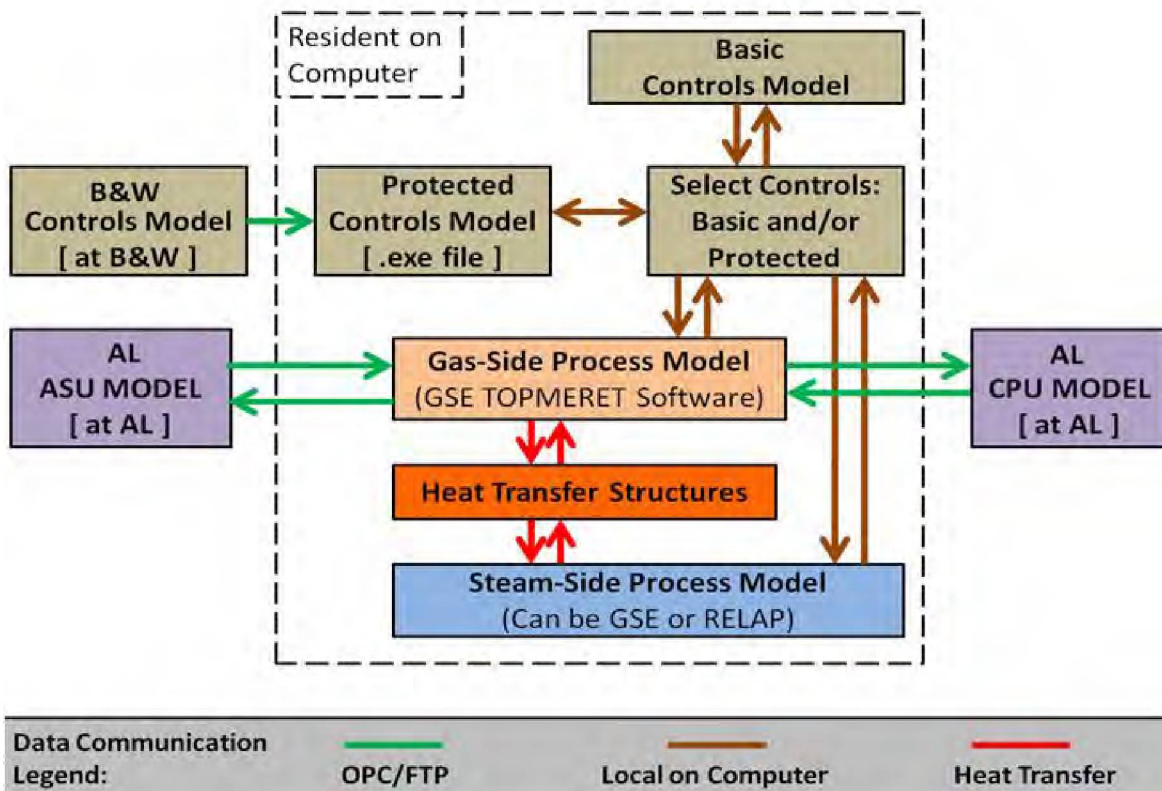 Resident on
Computer
Basic
Controls Model
B&W
Controls Model
[ at B&W ]
Protected
Controls Model
[ .exe file ]
Select Controls:
Basic and/or
Protected
AL
ASU MODEL
[ at AL ]
Gas-Side Process Model
(GSE TOPMERET Software)
AL
CPU MODEL
[ at AL ]
Heat Transfer Structures
Steam-Side Process Model
(Can be GSE or RELAP)
Data Communication
Legend:
OPC/FTP
Local on Computer
Heat Transfer